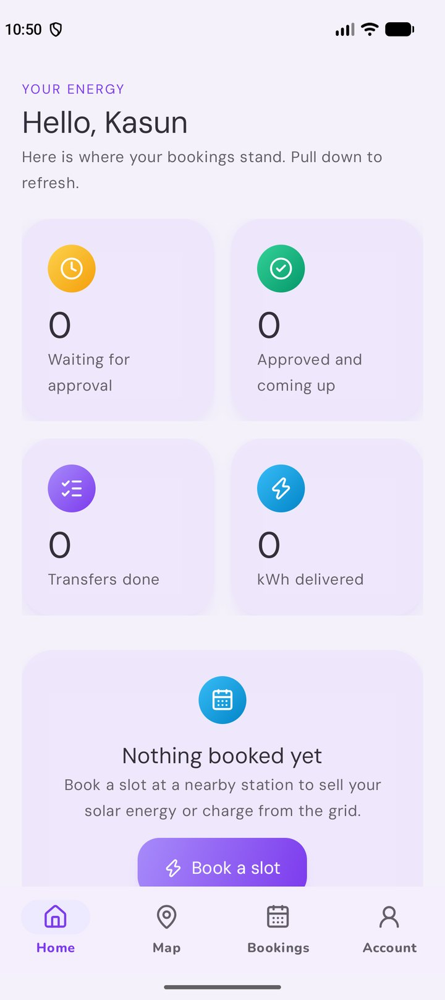 10:50
YOUR ENERGY
Hello, Kasun
Here is where your bookings stand. Pull down to
refresh.
0
Waiting for
approval
0
Approved and
coming up
0
Transfers done
0
kWh delivered
Nothing booked yet
Book a slot at a nearby station to sell your
solar energy or charge from the grid.
Book a slot
Home
Map
Bookings
Account